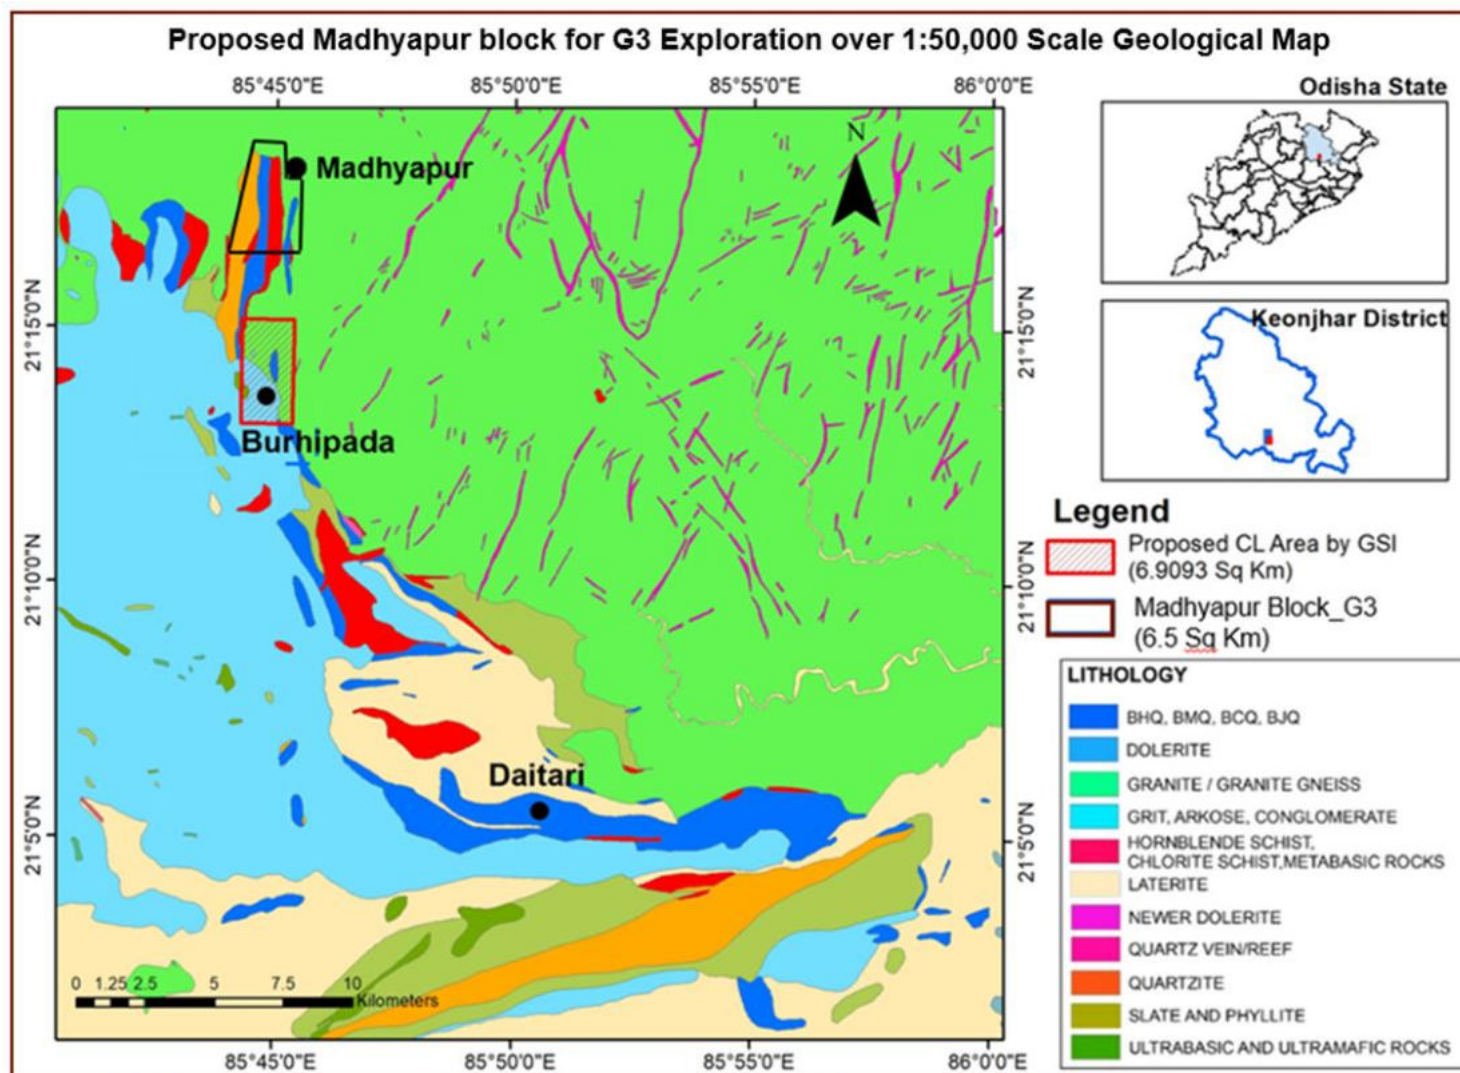 Proposed Madhyapur block for G3 Exploration over 1:50,000 Scale Geological Map
85°45'0"E 85°50'0"E 85°55'0"E 86°0'0"E
Odisha State
N
Madhyapur
21°15'0"N
21°15'0"N
Keonjhar District
Burhipada
Legend
Proposed CL Area by GSI
(6.9093 Sq Km)
21°10'0"N
21°10'0"N
Madhyapur Block_G3
(6.5 Sq Km)
LITHOLOGY
BHQ, BMQ, BCQ, BJQ
DOLERITE
GRANITE / GRANITE GNEISS
GRIT, ARKOSE, CONGLOMERATE
HORNBLENDE SCHIST,
CHLORITE SCHIST,METABASIC ROCKS
LATERITE
NEWER DOLERITE
QUARTZ VEIN/REEF
QUARTZITE
SLATE AND PHYLLITE
ULTRABASIC AND ULTRAMAFIC ROCKS
Daitari
21°5'0"N
21°5'0"N
0 1.25 2.5 5 7.5 10
Kilometers
85°45'0"E 85°50'0"E 85°55'0"E 86°0'0"E